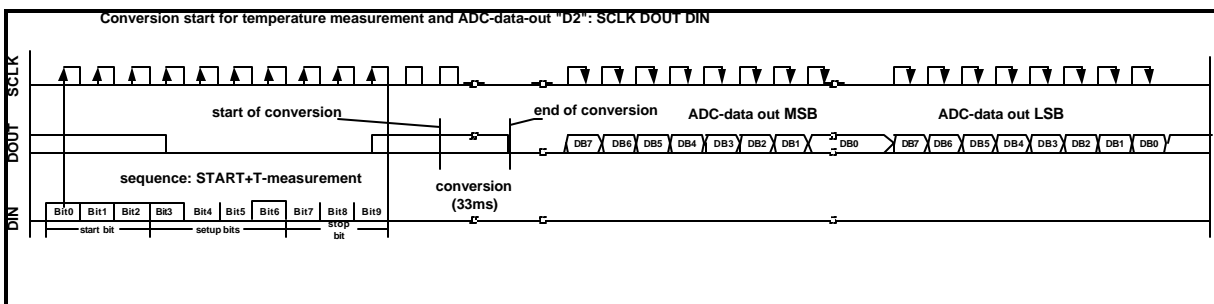 Conversion start for temperature measurement and ADC-data-out "D2": SCLK DOUT DIN
SCLK
start of conversion
end of conversion
ADC-data out MSB
ADC-data out LSB
DOUT
DB7 DB6 DB5 DB4 DB3 DB2 DB1 DB0 DB7 DB6 DB5 DB4 DB3 DB2 DB1 DB0
sequence: START+T-measurement
conversion
(33ms)
DIN
Bit0 Bit1 Bit2 Bit3 Bit4 Bit5 Bit6 Bit7 Bit8 Bit9
start bit
setup bits
stop
bit